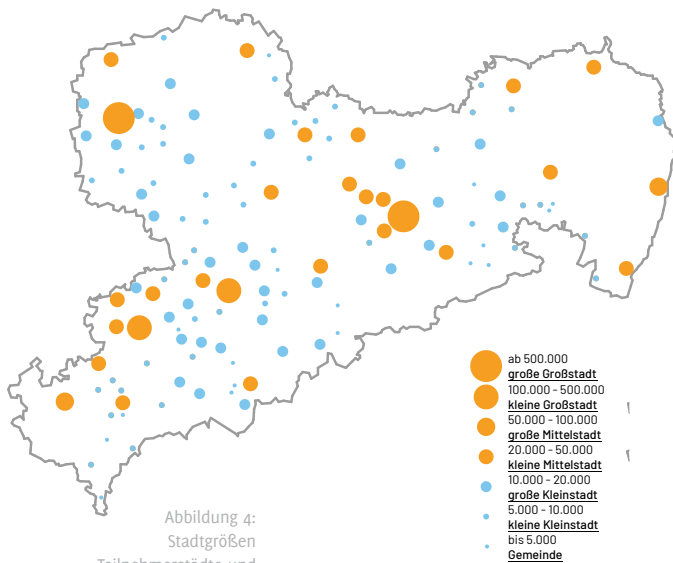 ab 500.000
große Großstadt
100.000 - 500.000
kleine Großstadt
50.000 - 100.000
große Mittelstadt
20.000 - 50.000
kleine Mittelstadt
10.000 - 20.000
große Kleinstadt
5.000 - 10.000
kleine Kleinstadt
bis 5.000
Gemeinde
Abbildung 4:
Stadtgrößen
Teilnehmerstädte und